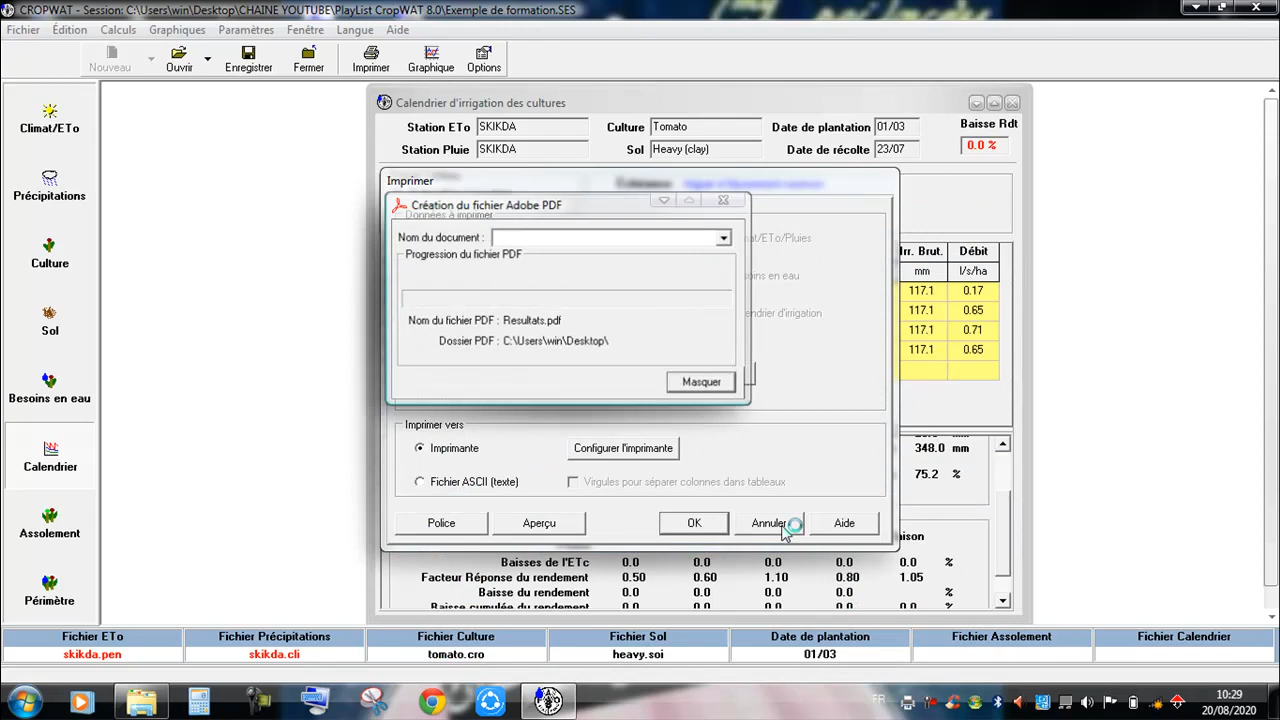 CROPWAT - Session: C:\Users\win\Desktop\CHAINE YOUTUBE\PlayList CropWAT 8.0\Exemple de formation.SES
Fichier Édition Calculs Graphiques Paramètres Fenêtre Langue Aide
Nouveau Ouvrir Enregistrer Fermer Imprimer Graphique Options
Climat/ETo
Précipitations
Culture
Sol
Besoins en eau
Calendrier
Assolement
Périmètre
Calendrier d'irrigation des cultures
Station ETo SKIKDA Culture Tomato Date de plantation 01/03 Baisse Rdt
Station Pluie SKIKDA Sol Heavy (clay) Date de récolte 23/07 0.0 %
Imprimer
Données à imprimer
Création du fichier Adobe PDF
Nom du document :
Progression du fichier PDF
Nom du fichier PDF : Resultats.pdf
Dossier PDF : C:\Users\win\Desktop\
Masquer
mat/ETo/Pluies
soins en eau
lendrier d'irrigation
Irr. Brut. Débit
mm l/s/ha
117.1 0.17
117.1 0.65
117.1 0.71
117.1 0.65
Imprimer vers
Imprimante Configurer l'imprimante
Fichier ASCII (texte) Virgules pour séparer colonnes dans tableaux
Police Aperçu OK Annuler Aide
348.0 mm
75.2 %
aison
Baisses de l'ETc 0.0 0.0 0.0 0.0 0.0 %
Facteur Réponse du rendement 0.50 0.60 1.10 0.80 1.05
Baisse du rendement 0.0 0.0 0.0 0.0 0.0 %
Baisse cumulée du rendement 0.0 0.0 0.0 0.0 %
Fichier ETo Fichier Précipitations Fichier Culture Fichier Sol Date de plantation Fichier Assolement Fichier Calendrier
skikda.pen skikda.cli tomato.cro heavy.soi 01/03
FR 10:29
20/08/2020